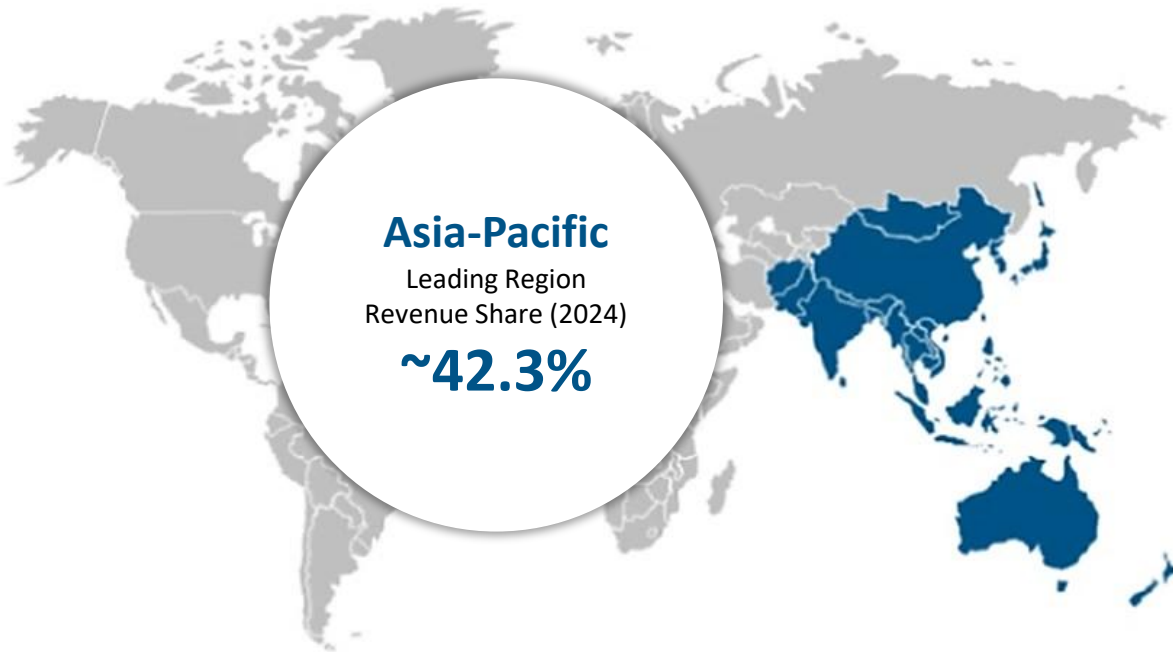 Asia-Pacific
Leading Region
Revenue Share (2024)
~42.3%